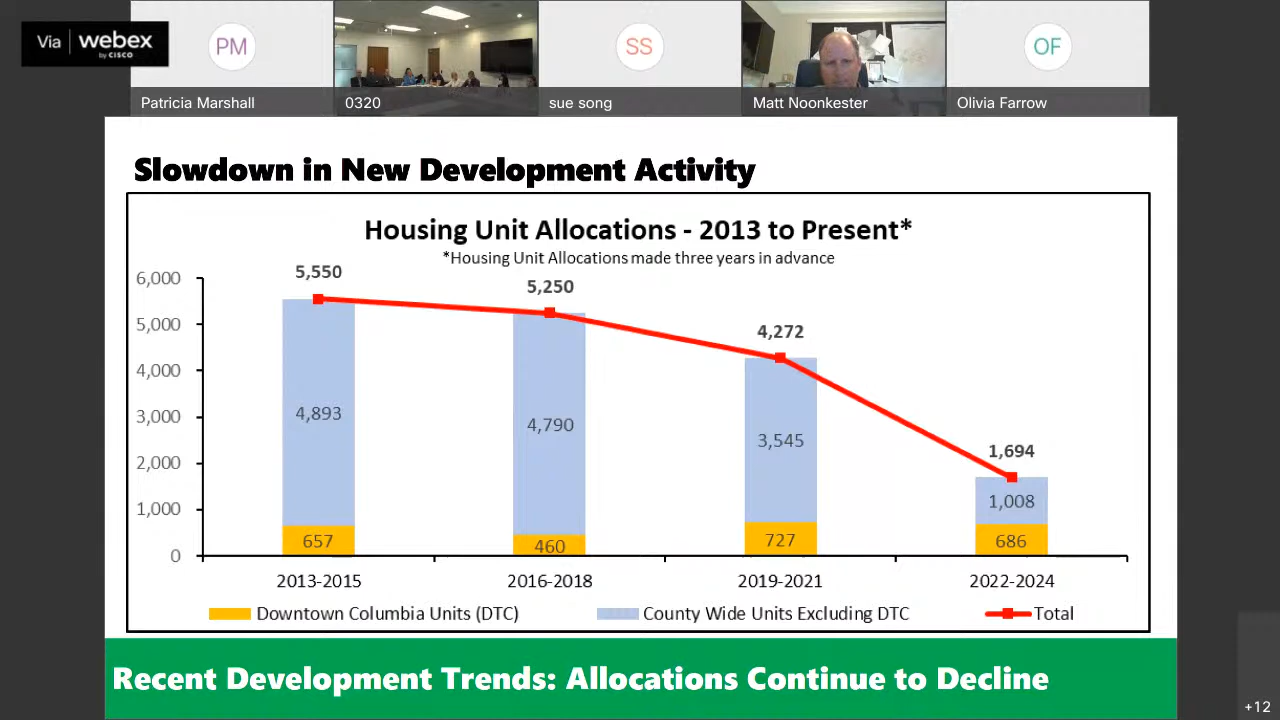 Via webex
by CISCO
PM
SS
OF
Patricia Marshall
0320
sue song
Matt Noonkester
Olivia Farrow
Slowdown in New Development Activity
Housing Unit Allocations - 2013 to Present*
*Housing Unit Allocations made three years in advance
6,000
5,000
4,000
3,000
2,000
1,000
0
5,550
5,250
4,272
1,694
4,893
4,790
3,545
1,008
657
460
727
686
2013-2015
2016-2018
2019-2021
2022-2024
Downtown Columbia Units (DTC)
County Wide Units Excluding DTC
Total
Recent Development Trends: Allocations Continue to Decline
+12